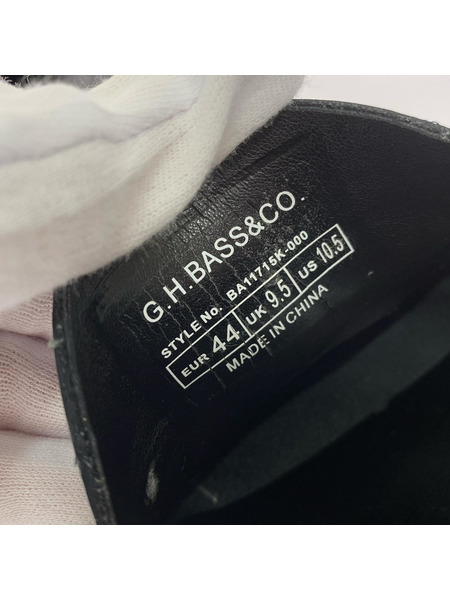 G.H.BASS&CO.
STYLE No. BA11715K-000
EUR 44 UK 9.5 US 10.5
MADE IN CHINA